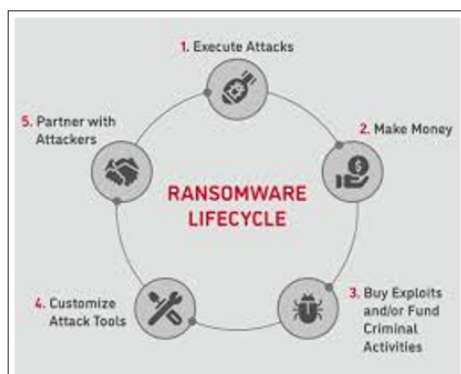 1. Execute Attacks
2. Make Money
3. Buy Exploits
and/or Fund
Criminal
Activities
4. Customize
Attack Tools
5. Partner with
Attackers
RANSOMWARE
LIFECYCLE